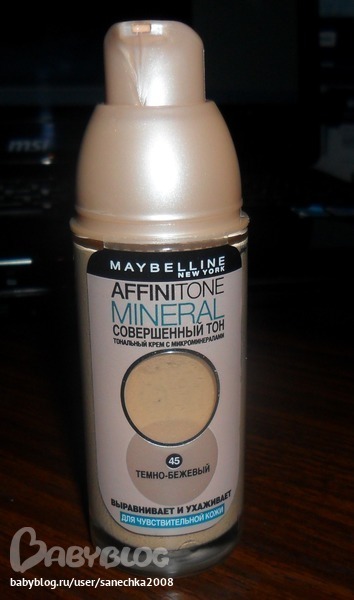 msi
MAYBELLINE
NEW YORK
AFFINITONE
MINERAL
СОВЕРШЕННЫЙ ТОН
ТОНАЛЬНЫЙ КРЕМ С МИКРОМИНЕРАЛАМИ
45
ТЕМНО-БЕЖЕВЫЙ
ВЫРАВНИВАЕТ И УХАЖИВАЕТ
ДЛЯ ЧУВСТВИТЕЛЬНОЙ КОЖИ
BABYBLOG
babyblog.ru/user/sanechka2008